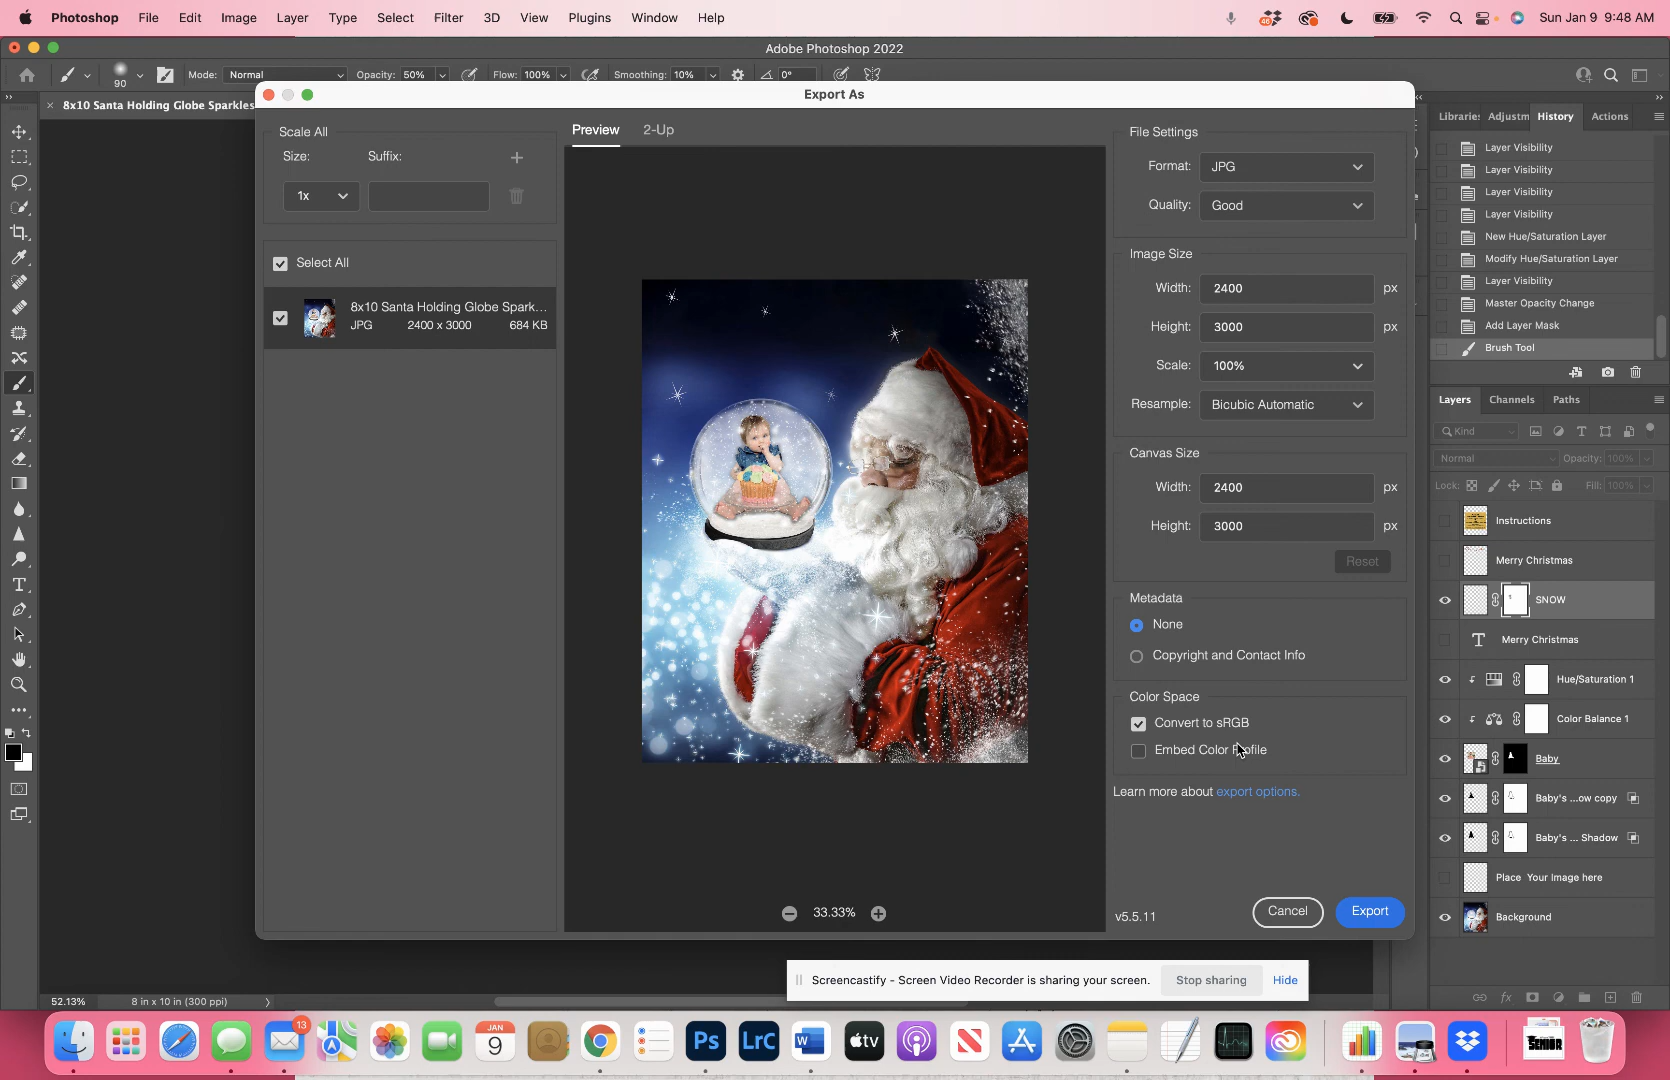 Photoshop File Edit Image Layer Type Select Filter 3D View Plugins Window Help 46 Sun Jan 9 9:48 AM
Adobe Photoshop 2022
90 Mode: Normal Opacity: 50% Flow: 100% Smoothing: 10% 0°
8x10 Santa Holding Globe Sparkles
Export As
Scale All
Size: Suffix:
1x
Select All
8x10 Santa Holding Globe Spark...
JPG 2400 x 3000 684 KB
Preview 2-Up
33.33%
File Settings
Format: JPG
Quality: Good
Image Size
Width: 2400 px
Height: 3000 px
Scale: 100%
Resample: Bicubic Automatic
Canvas Size
Width: 2400 px
Height: 3000 px
Reset
Metadata
None
Copyright and Contact Info
Color Space
Convert to sRGB
Embed Color Profile
Learn more about export options.
v5.5.11 Cancel Export
Libraries Adjustm History Actions
Layer Visibility
Layer Visibility
Layer Visibility
Layer Visibility
New Hue/Saturation Layer
Modify Hue/Saturation Layer
Layer Visibility
Master Opacity Change
Add Layer Mask
Brush Tool
Layers Channels Paths
Kind
Normal Opacity: 100%
Lock: Fill: 100%
Instructions
Merry Christmas
SNOW
T Merry Christmas
Hue/Saturation 1
Color Balance 1
Baby
Baby's ...ow copy
Baby's ... Shadow
Place Your Image here
Background
fx
52.13% 8 in x 10 in (300 ppi)
Screencastify - Screen Video Recorder is sharing your screen. Stop sharing Hide
13 JAN 9 Ps LrC W tv SENIOR